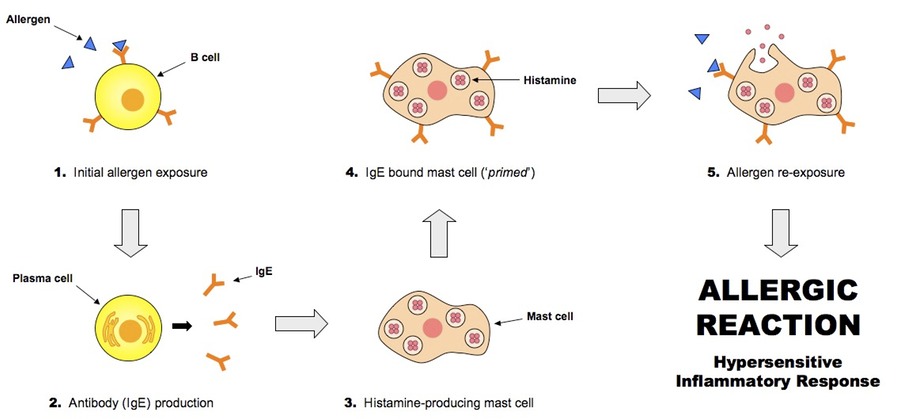 Allergen
B cell
1. Initial allergen exposure
Histamine
4. IgE bound mast cell ('primed')
5. Allergen re-exposure
Plasma cell
IgE
2. Antibody (IgE) production
Mast cell
3. Histamine-producing mast cell
ALLERGIC
REACTION
Hypersensitive
Inflammatory Response